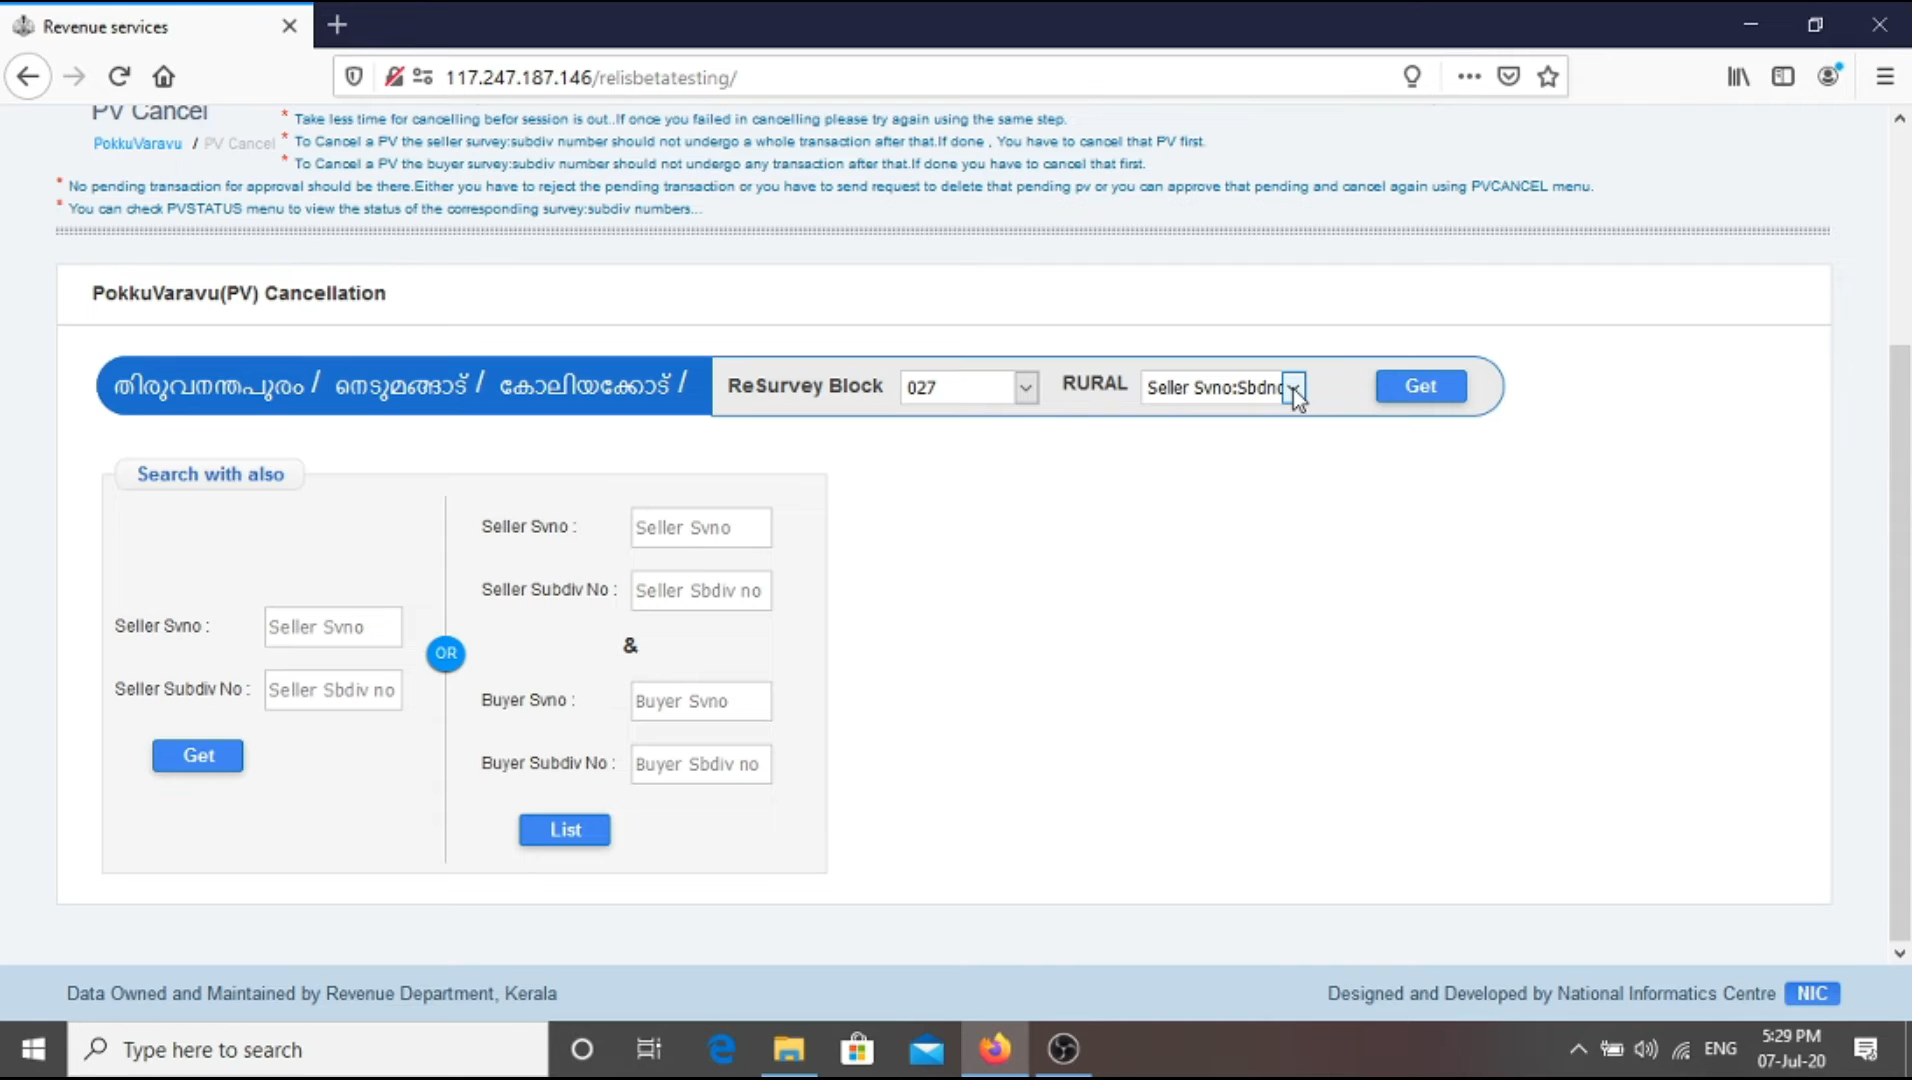 Revenue services
117.247.187.146/relisbetatesting/
PV Cancel
PokkuVaravu / PV Cancel
* Take less time for cancelling befor session is out..If once you failed in cancelling please try again using the same step.
* To Cancel a PV the seller survey:subdiv number should not undergo a whole transaction after that.If done , You have to cancel that PV first.
* To Cancel a PV the buyer survey:subdiv number should not undergo any transaction after that.If done you have to cancel that first.
* No pending transaction for approval should be there.Either you have to reject the pending transaction or you have to send request to delete that pending pv or you can approve that pending and cancel again using PVCANCEL menu.
* You can check PVSTATUS menu to view the status of the corresponding survey:subdiv numbers...
PokkuVaravu(PV) Cancellation
തിരുവനന്തപുരം / നെടുമങ്ങാട് / കോലിയക്കോട് / ReSurvey Block 027 RURAL Seller Svno:Sbdno Get
Search with also
Seller Svno : Seller Svno
Seller Subdiv No : Seller Sbdiv no
Get
OR
Seller Svno : Seller Svno
Seller Subdiv No : Seller Sbdiv no
&
Buyer Svno : Buyer Svno
Buyer Subdiv No : Buyer Sbdiv no
List
Data Owned and Maintained by Revenue Department, Kerala
Designed and Developed by National Informatics Centre NIC
Type here to search
ENG
5:29 PM
07-Jul-20